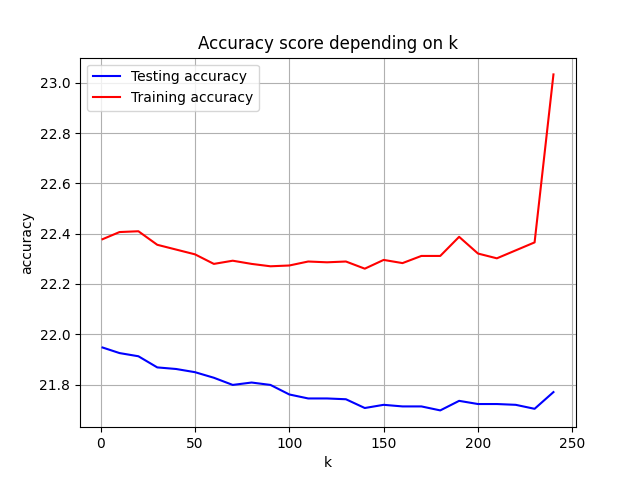 Accuracy score depending on k
Testing accuracy
Training accuracy
23.0
22.8
22.6
22.4
22.2
22.0
21.8
accuracy
0
50
100
150
200
250
k